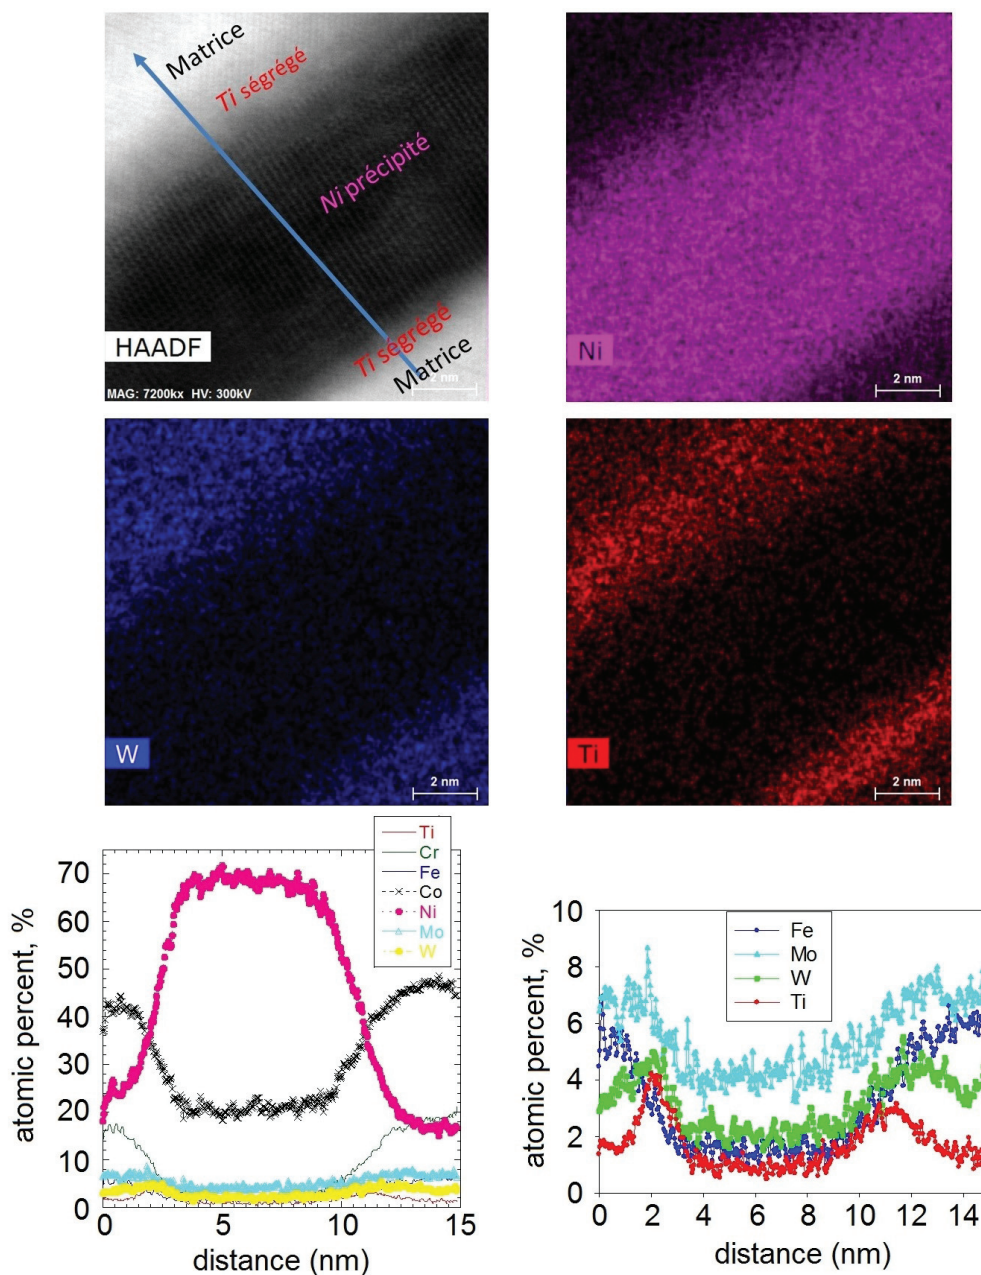 Matrice
Ti ségrégé
Ni précipité
Ti ségrégé
Matrice
HAADF
2 nm
MAG: 7200kx HV: 300kV
Ni
2 nm
W
2 nm
Ti
2 nm
Ti
Cr
Fe
Co
Ni
Mo
W
70
60
50
40
30
20
10
0
atomic percent, %
0 5 10 15
distance (nm)
Fe
Mo
W
Ti
10
8
6
4
2
0
atomic percent, %
0 2 4 6 8 10 12 14
distance (nm)